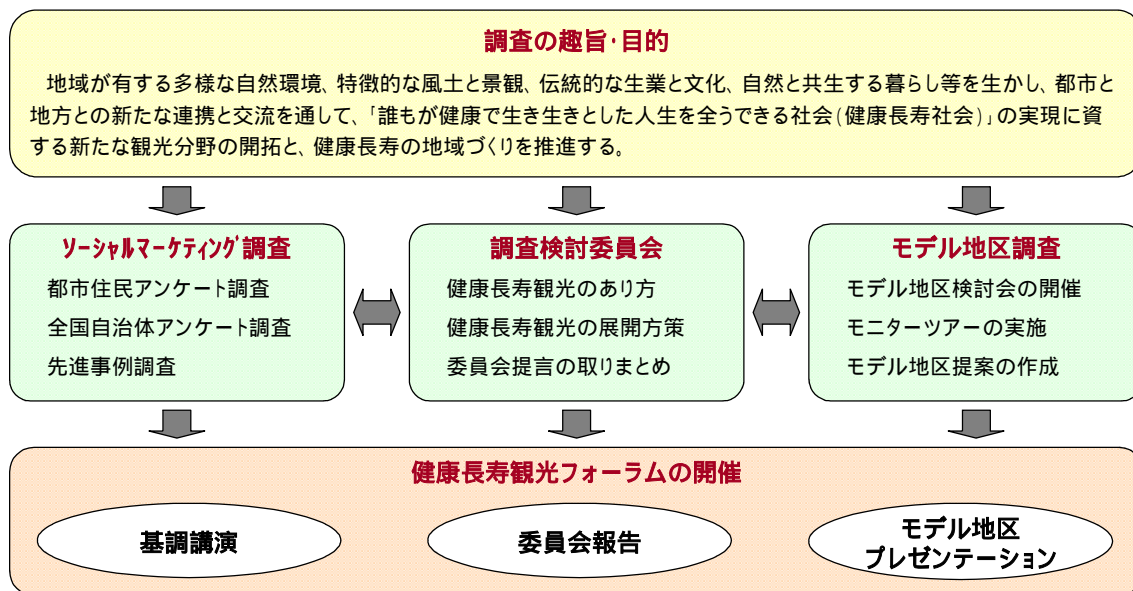 調査の趣旨・目的
地域が有する多様な自然環境、特徴的な風土と景観、伝統的な生業と文化、自然と共生する暮らし等を生かし、都市と
地方との新たな連携と交流を通して、「誰もが健康で生き生きとした人生を全うできる社会(健康長寿社会)」の実現に資
する新たな観光分野の開拓と、健康長寿の地域づくりを推進する。
ソーシャルマーケティング調査
都市住民アンケート調査
全国自治体アンケート調査
先進事例調査
調査検討委員会
健康長寿観光のあり方
健康長寿観光の展開方策
委員会提言の取りまとめ
モデル地区調査
モデル地区検討会の開催
モニターツアーの実施
モデル地区提案の作成
健康長寿観光フォーラムの開催
基調講演
委員会報告
モデル地区
プレゼンテーション